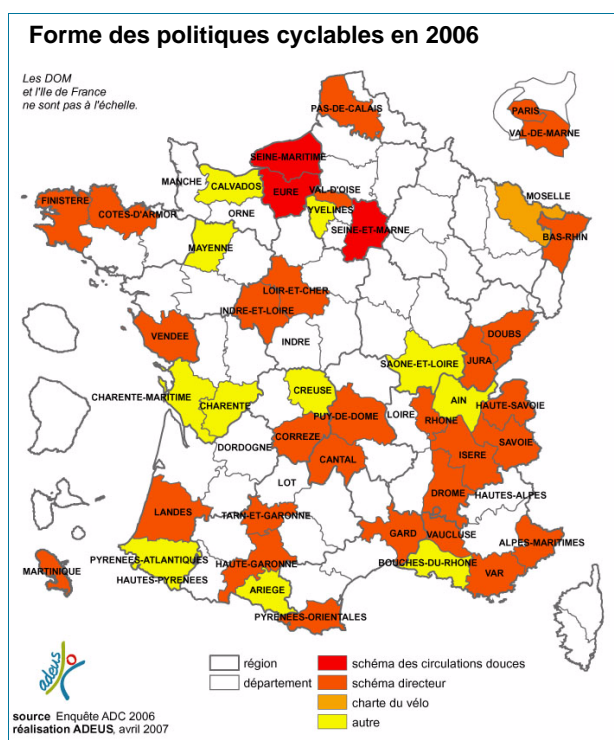 Forme des politiques cyclables en 2006
Les DOM
et l'Ile de France
ne sont pas à l'échelle.
PAS-DE-CALAIS
PARIS
VAL-DE-MARNE
SEINE-MARITIME
MANCHE
CALVADOS
EURE
VAL-D'OISE
MOSELLE
FINISTERE
COTES-D'ARMOR
ORNE
YVELINES
SEINE-ET-MARNE
BAS-RHIN
MAYENNE
LOIR-ET-CHER
INDRE-ET-LOIRE
VENDEE
INDRE
DOUBS
SAONE-ET-LOIRE
JURA
CHARENTE-MARITIME
CHARENTE
CREUSE
AIN
HAUTE-SAVOIE
PUY-DE-DOME
LOIRE
RHONE
CORREZE
SAVOIE
DORDOGNE
CANTAL
ISERE
LOT
DROME
HAUTES-ALPES
LANDES
TARN-ET-GARONNE
GARD
VAUCLUSE
ALPES-MARITIMES
PYRENEES-ATLANTIQUES
HAUTE-GARONNE
BOUCHES-DU-RHONE
MARTINIQUE
HAUTES-PYRENEES
ARIEGE
VAR
PYRENEES-ORIENTALES
adeus
région
département
schéma des circulations douces
schéma directeur
charte du vélo
autre
source Enquête ADC 2006
réalisation ADEUS, avril 2007